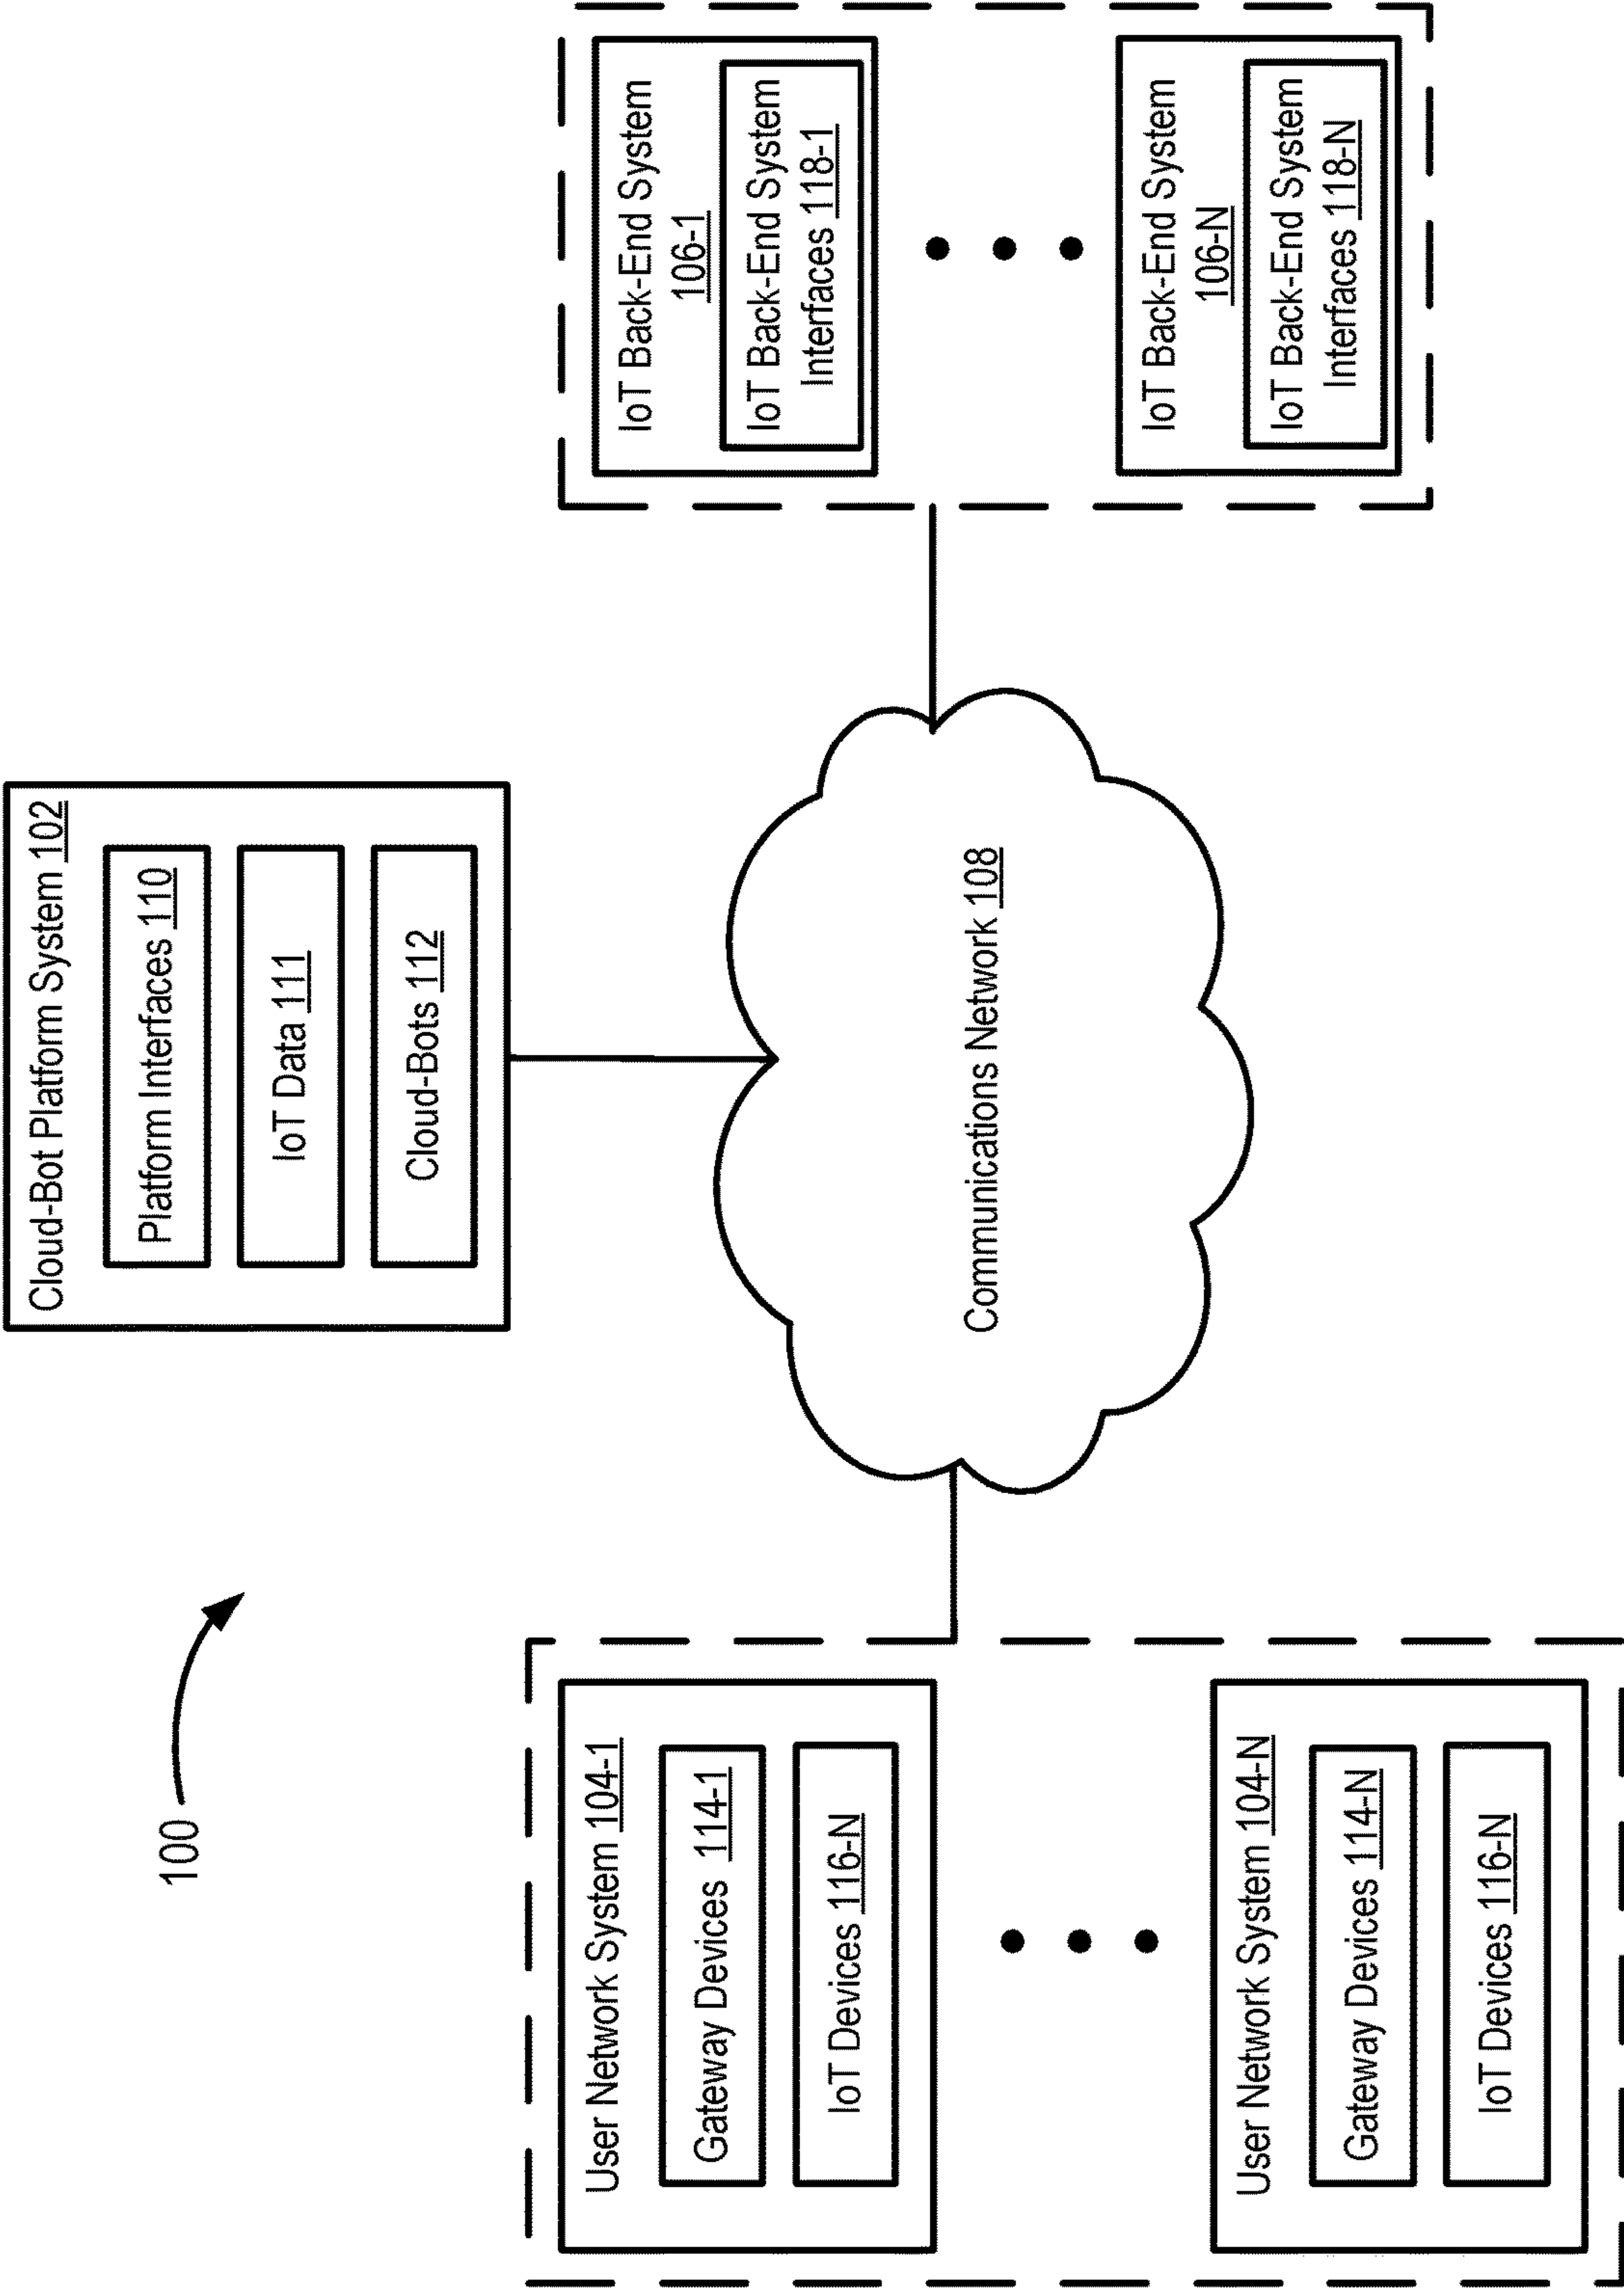 100
Cloud-Bot Platform System 102
Platform Interfaces 110
IoT Data 111
Cloud-Bots 112
User Network System 104-1
Gateway Devices 114-1
IoT Devices 116-N
User Network System 104-N
Gateway Devices 114-N
IoT Devices 116-N
Communications Network 108
IoT Back-End System
106-1
IoT Back-End System
Interfaces 118-1
IoT Back-End System
106-N
IoT Back-End System
Interfaces 118-N